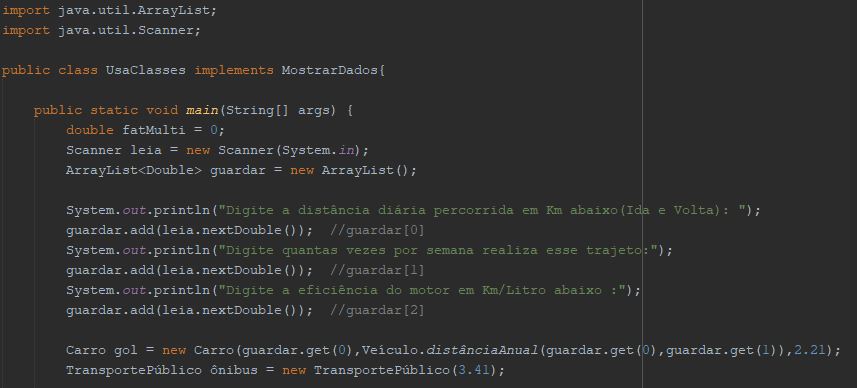 import java.util.ArrayList;
import java.util.Scanner;
public class UsaClasses implements MostrarDados{
public static void main(String[] args) {
double fatMulti = 0;
Scanner leia = new Scanner(System.in);
ArrayList<Double> guardar = new ArrayList();
System.out.println("Digite a distância diária percorrida em Km abaixo(Ida e Volta): ");
guardar.add(leia.nextDouble());  //guardar[0]
System.out.println("Digite quantas vezes por semana realiza esse trajeto:");
guardar.add(leia.nextDouble());  //guardar[1]
System.out.println("Digite a eficiência do motor em Km/Litro abaixo :");
guardar.add(leia.nextDouble());  //guardar[2]
Carro gol = new Carro(guardar.get(0),Veículo.distânciaAnual(guardar.get(0),guardar.get(1)),2.21);
TransportePúblico ônibus = new TransportePúblico(3.41);